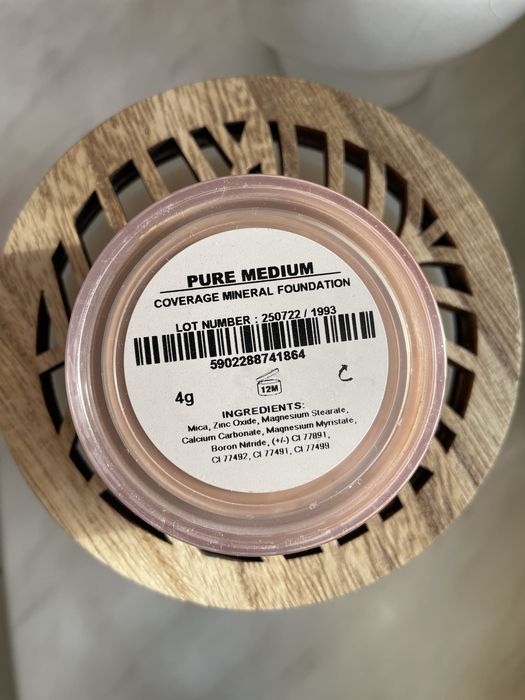 PURE MEDIUM
COVERAGE MINERAL FOUNDATION
LOT NUMBER : 250722 / 1993
5902288741864
4g
12M
INGREDIENTS:
Mica, Zinc Oxide, Magnesium Stearate,
Calcium Carbonate, Magnesium Myristate,
Boron Nitride, (+/-) CI 77891,
CI 77492, CI 77491, CI 77499